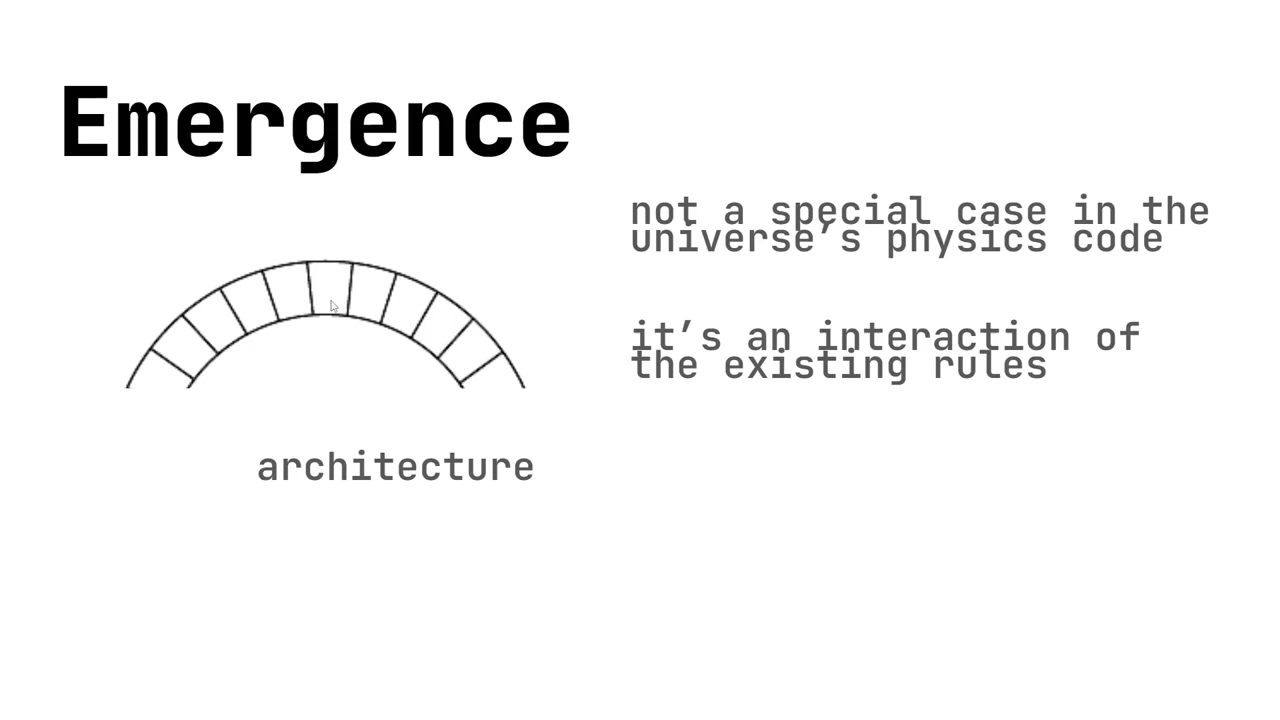 Emergence
not a special case in the
universe’s physics code
it’s an interaction of
the existing rules
architecture